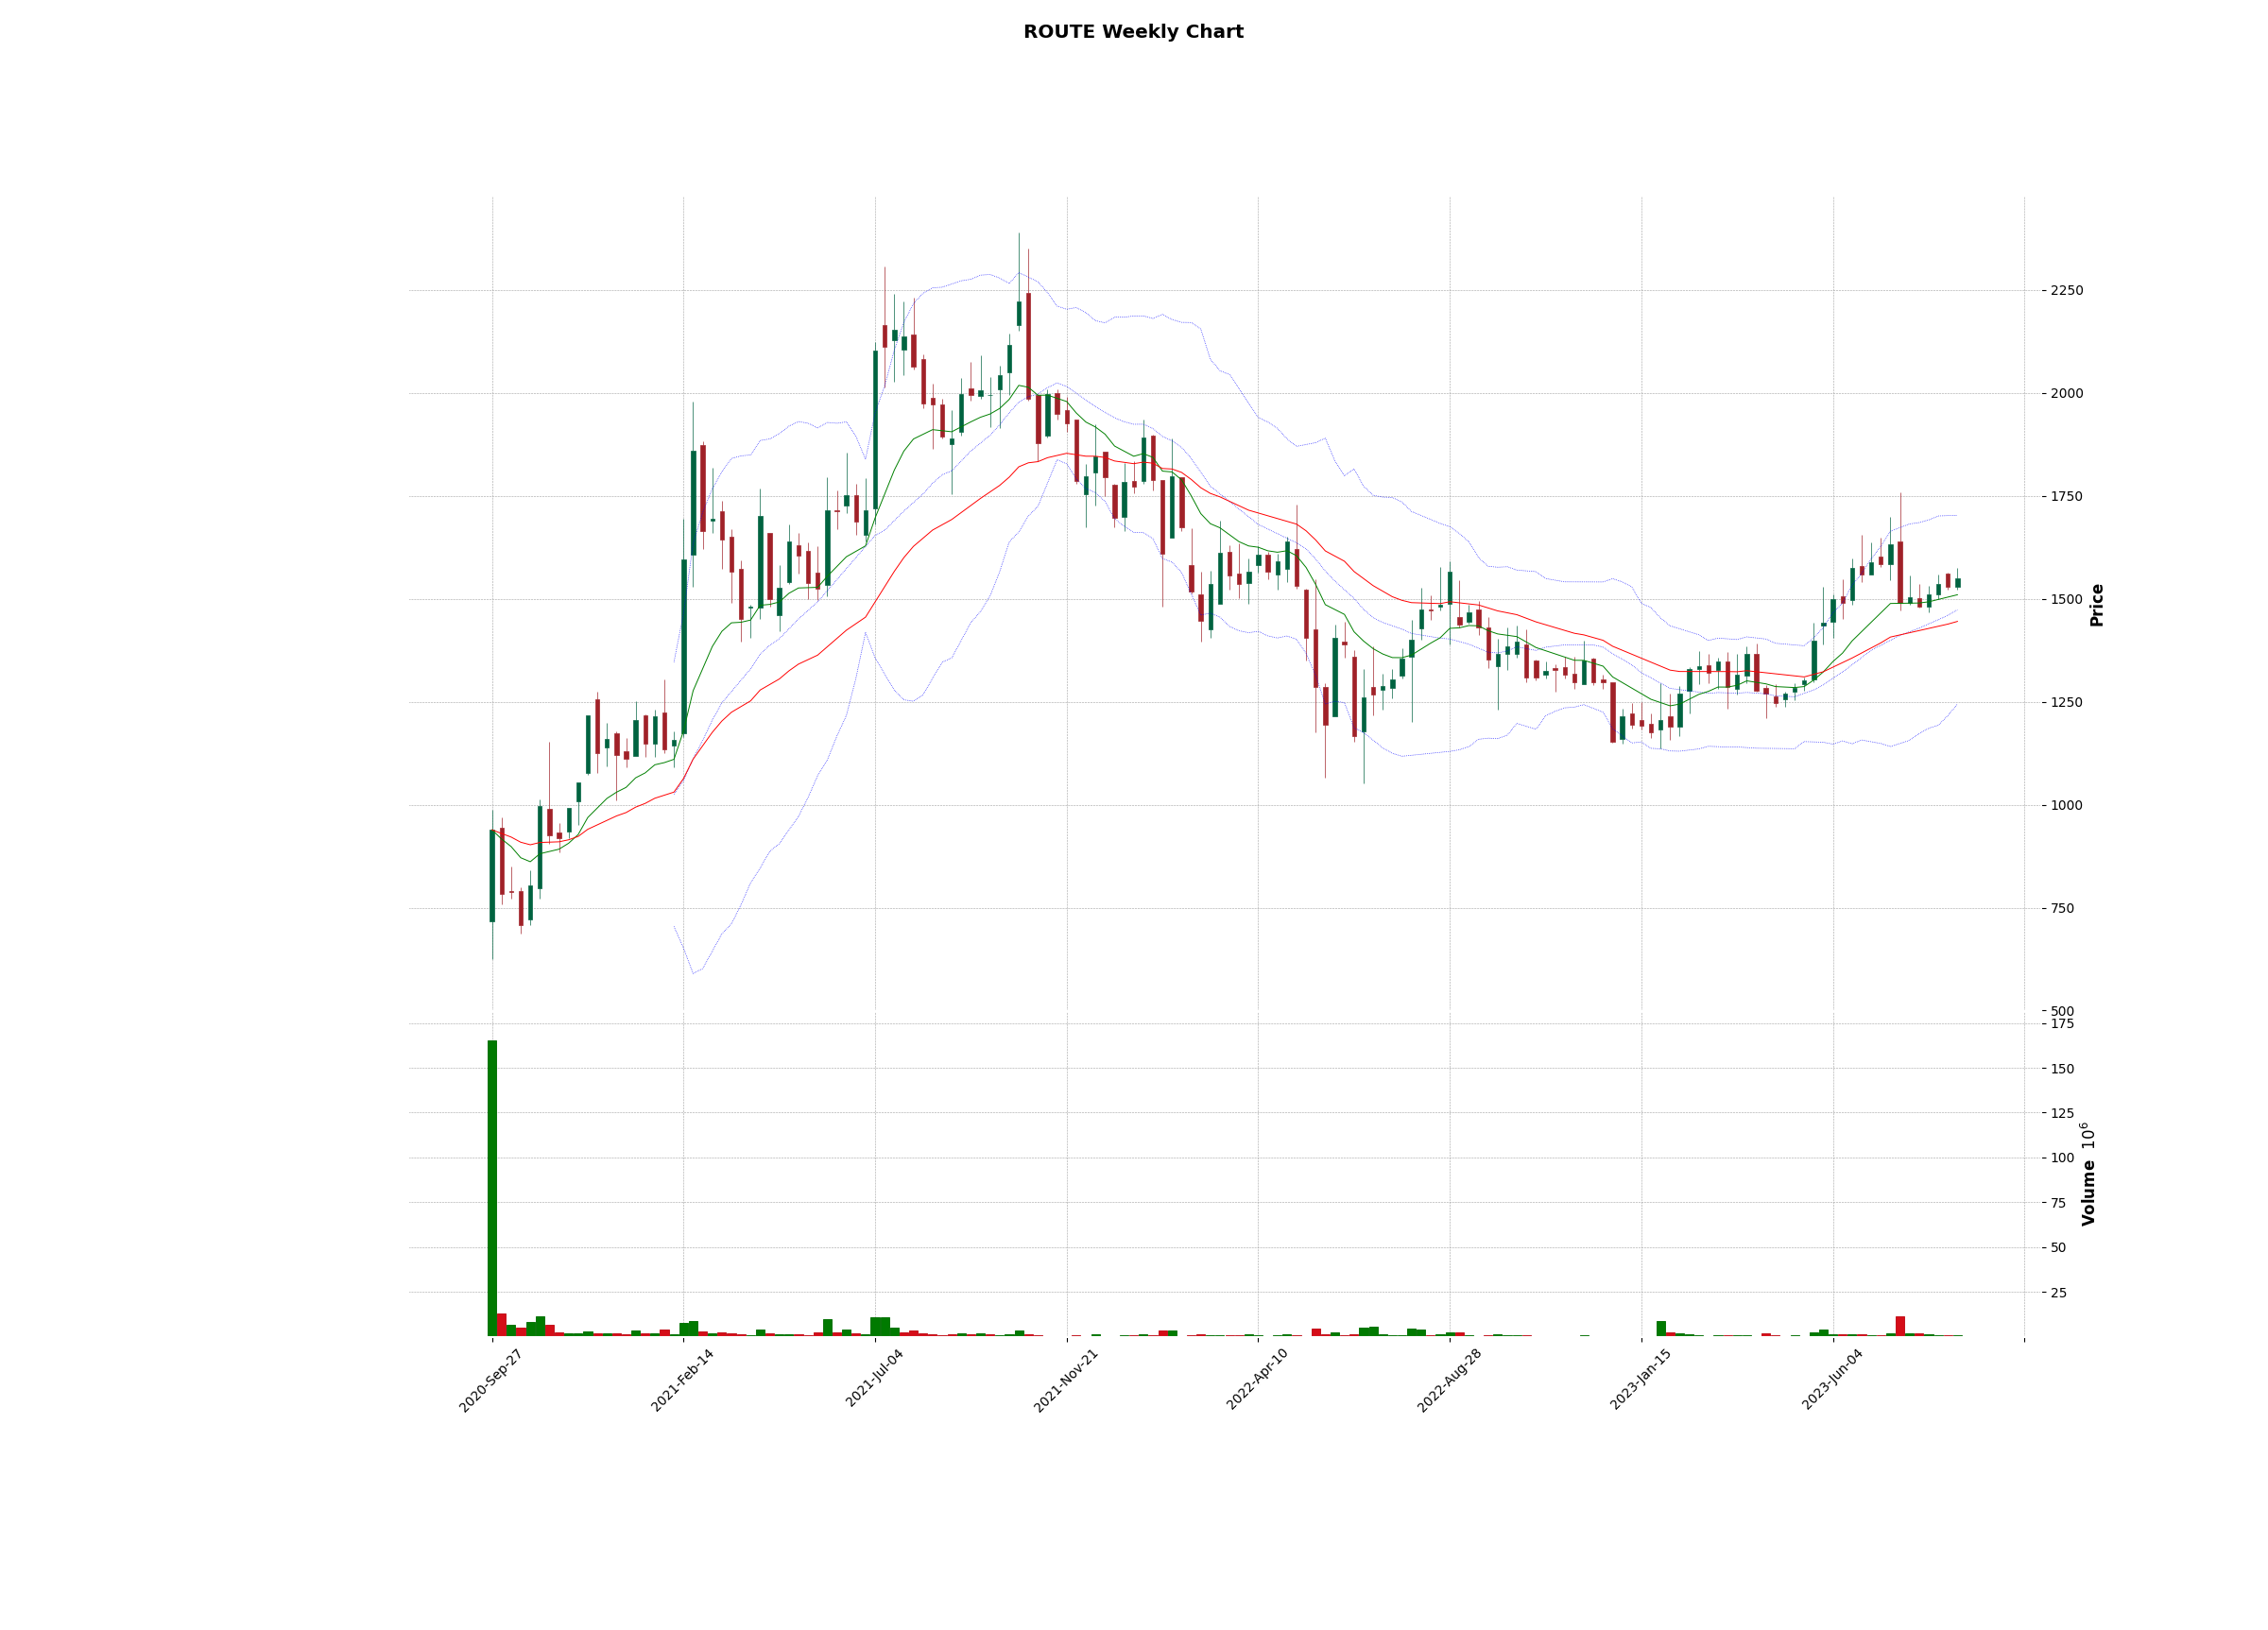 ROUTE Weekly Chart
2250
2000
1750
1500
1250
1000
750
500
Price
175
150
125
100
75
50
25
Volume 10^6
2020-Sep-27
2021-Feb-14
2021-Jul-04
2021-Nov-21
2022-Apr-10
2022-Aug-28
2023-Jan-15
2023-Jun-04